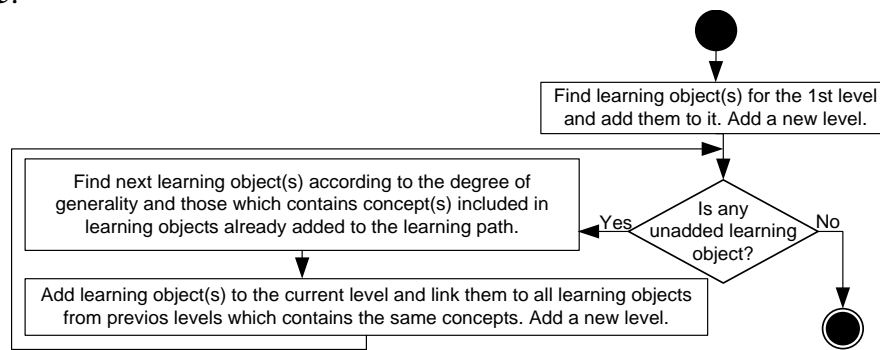 Find learning object(s) for the 1st level
and add them to it. Add a new level.
Find next learning object(s) according to the degree of
generality and those which contains concept(s) included in
learning objects already added to the learning path.
Yes
Is any
unadded learning
object?
No
Add learning object(s) to the current level and link them to all learning objects
from previos levels which contains the same concepts. Add a new level.